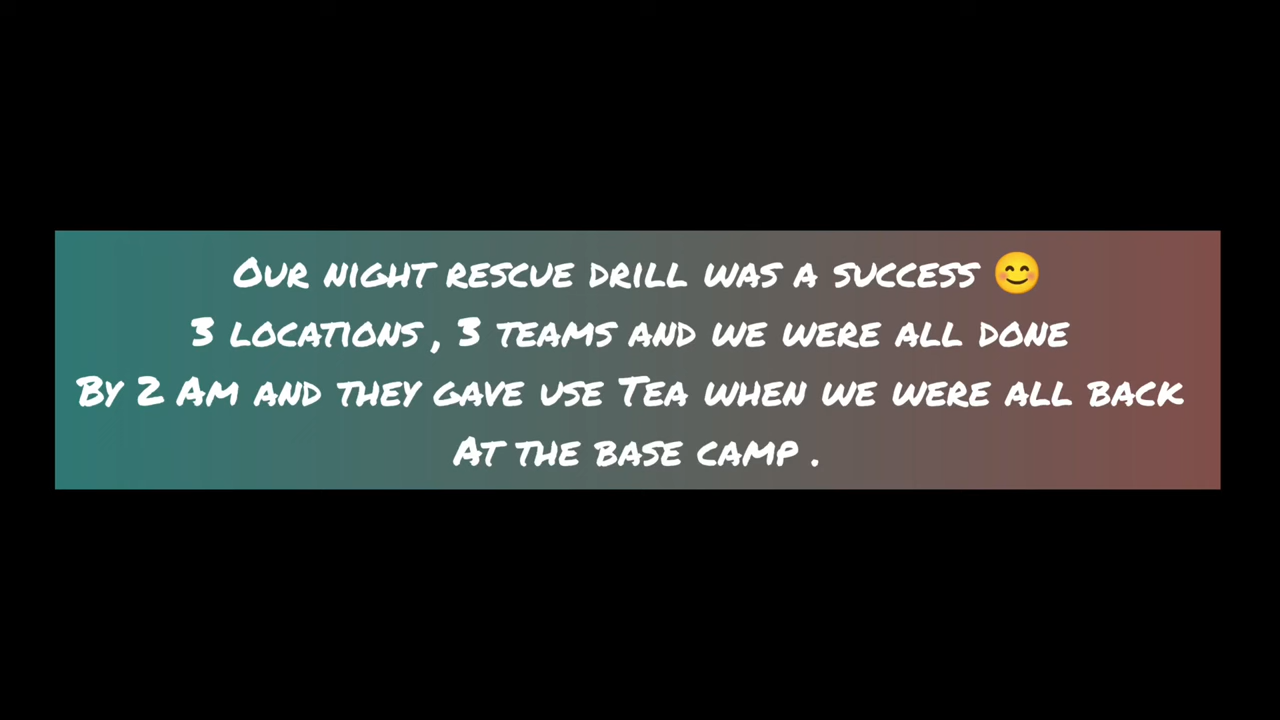 Our night rescue drill was a success 😊
3 locations , 3 teams and we were all done
By 2 Am and they gave use Tea when we were all back
At the base camp .